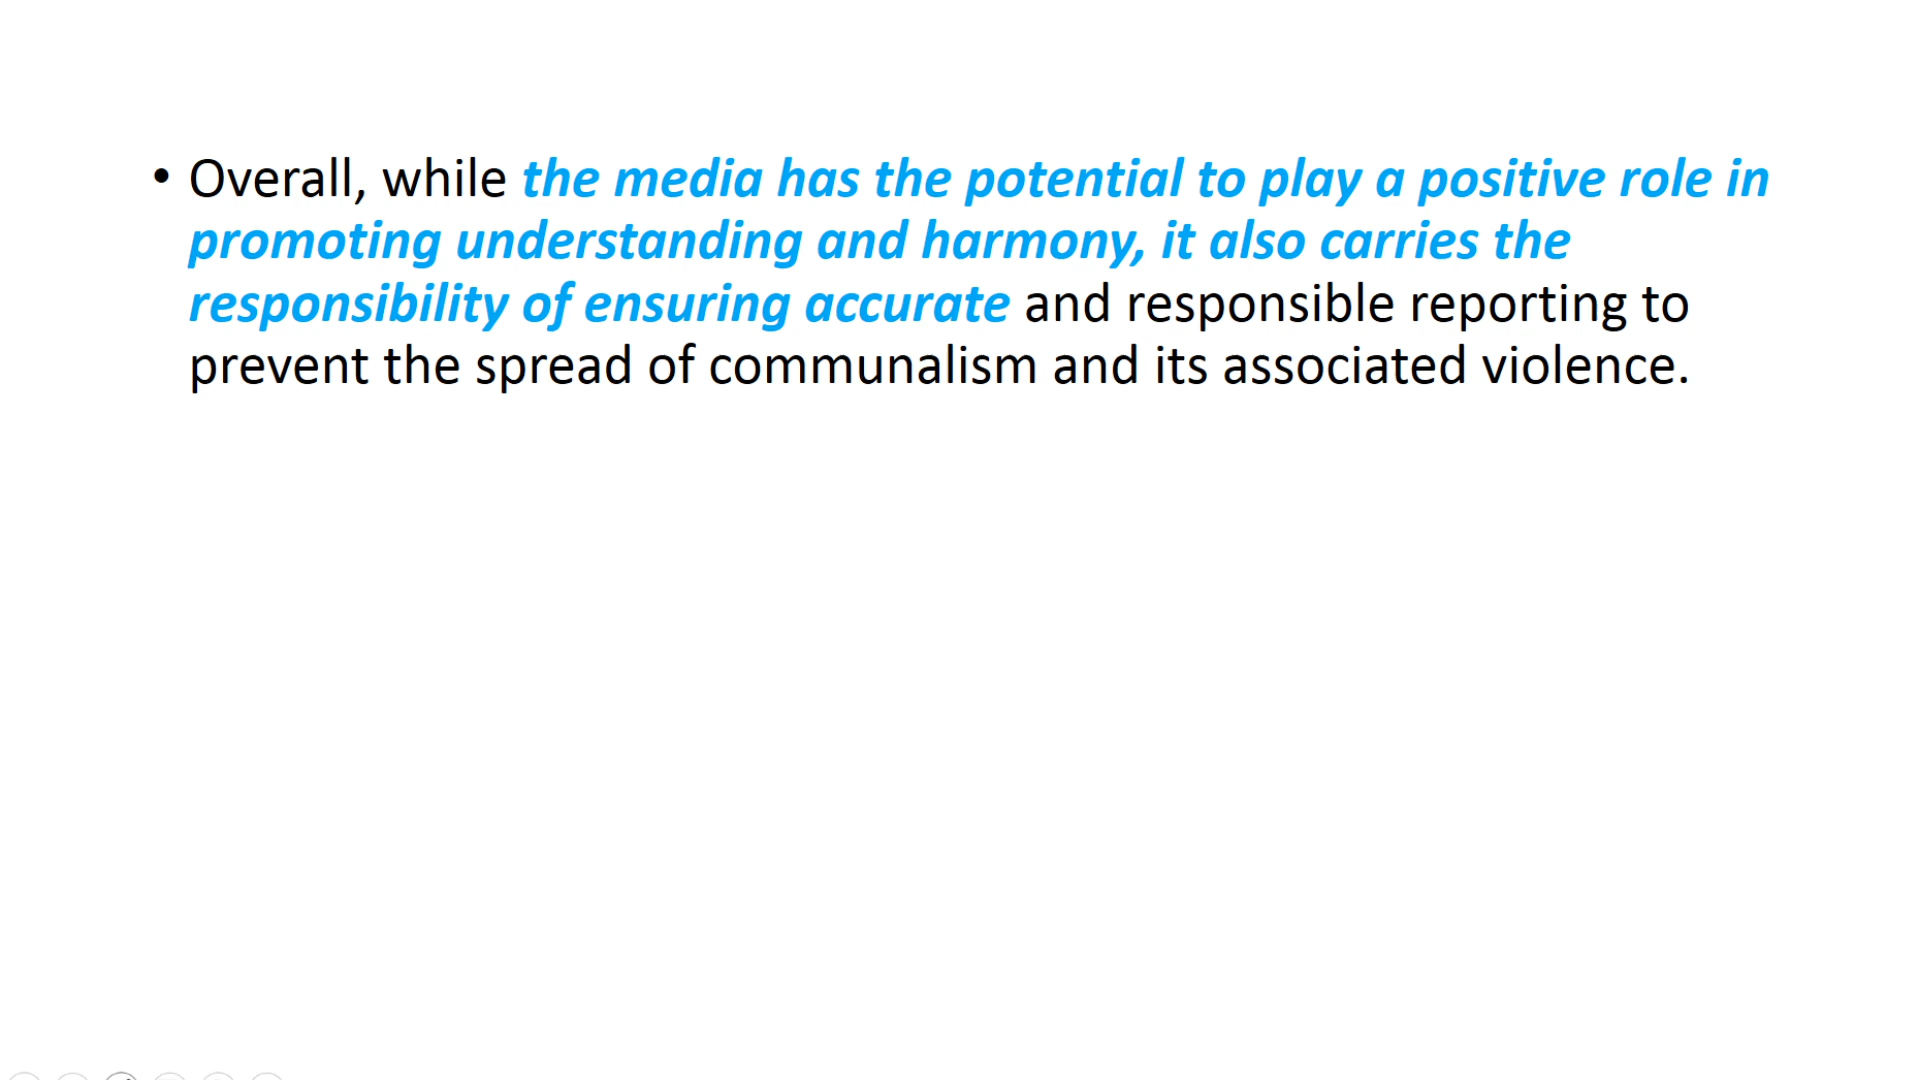 • Overall, while the media has the potential to play a positive role in
promoting understanding and harmony, it also carries the
responsibility of ensuring accurate and responsible reporting to
prevent the spread of communalism and its associated violence.